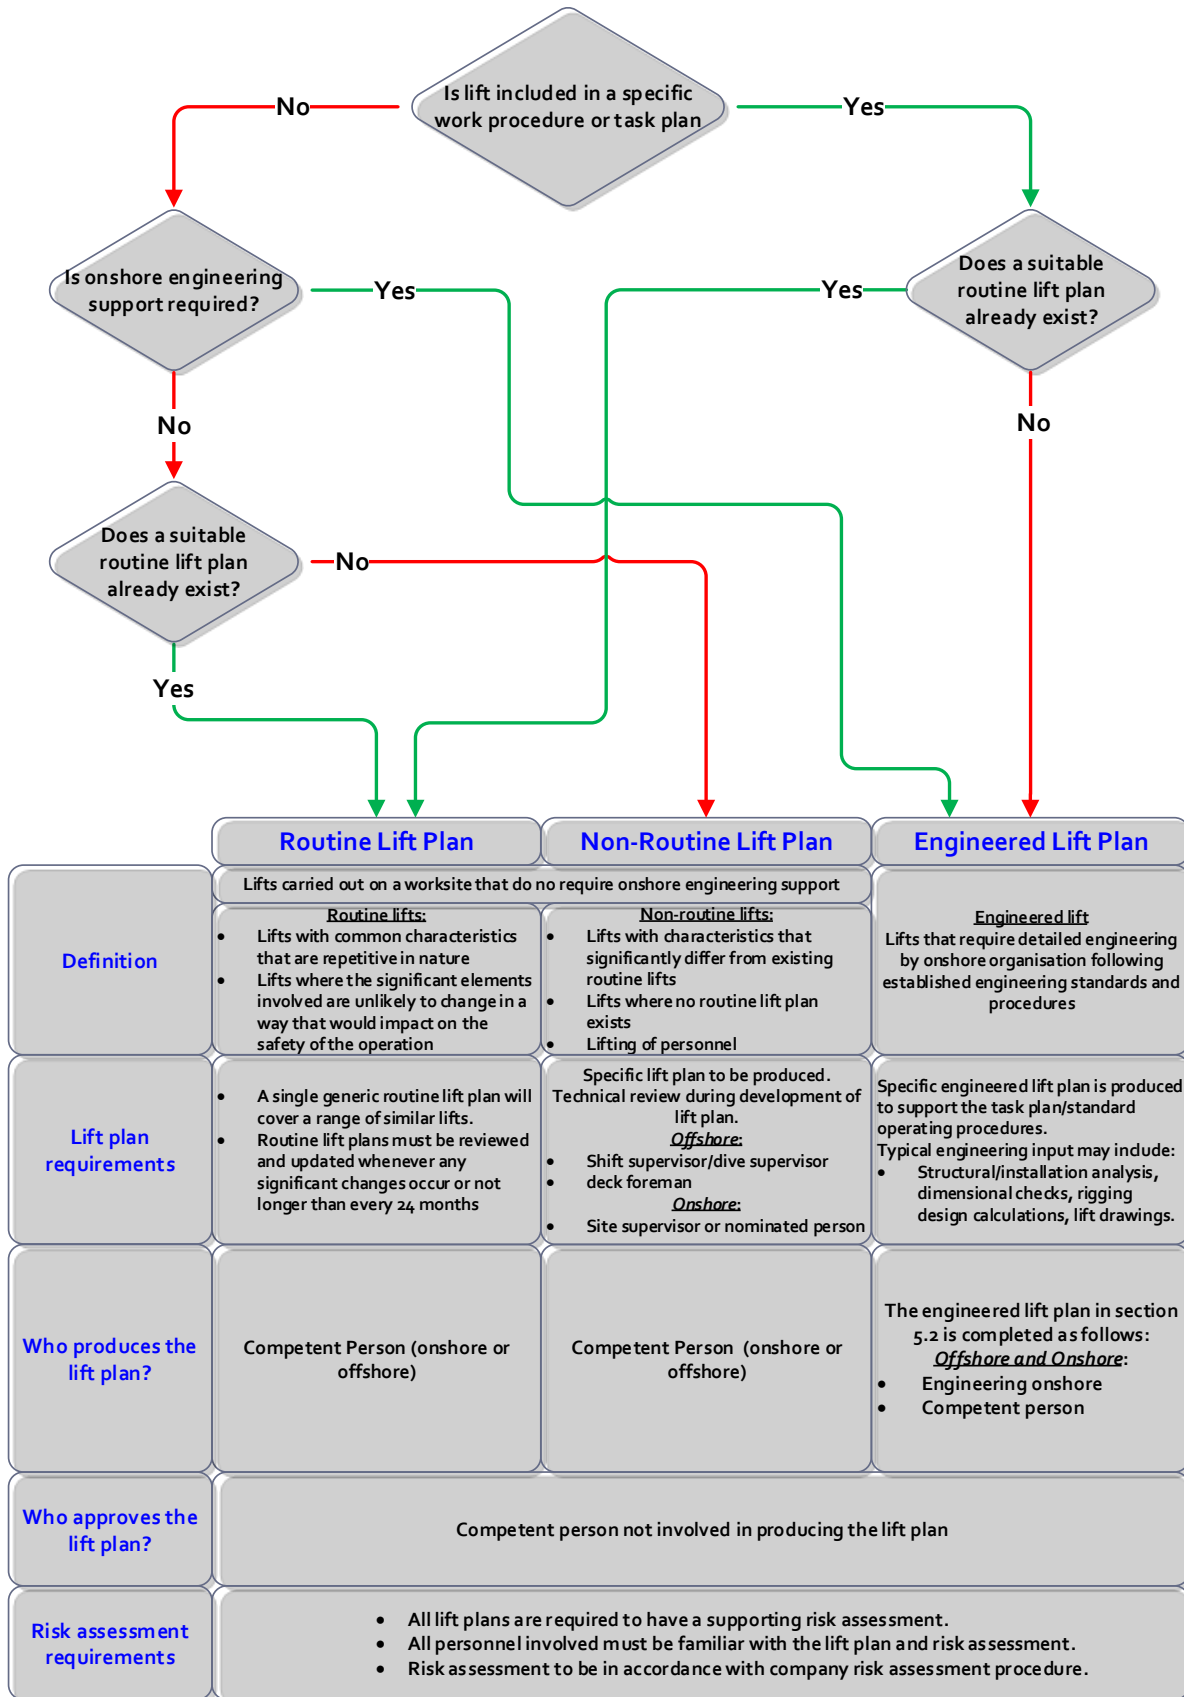 Is lift included in a specific
work procedure or task plan
No
Yes
Is onshore engineering
support required?
Yes
Does a suitable
routine lift plan
already exist?
Yes
No
No
Does a suitable
routine lift plan
already exist?
No
Yes
Routine Lift Plan
Non-Routine Lift Plan
Engineered Lift Plan
Definition
Lifts carried out on a worksite that do no require onshore engineering support
Routine lifts:
• Lifts with common characteristics
that are repetitive in nature
• Lifts where the significant elements
involved are unlikely to change in a
way that would impact on the
safety of the operation
Non-routine lifts:
• Lifts with characteristics that
significantly differ from existing
routine lifts
• Lifts where no routine lift plan
exists
• Lifting of personnel
Engineered lift
Lifts that require detailed engineering
by onshore organisation following
established engineering standards and
procedures
Lift plan
requirements
• A single generic routine lift plan will
cover a range of similar lifts.
• Routine lift plans must be reviewed
and updated whenever any
significant changes occur or not
longer than every 24 months
Specific lift plan to be produced.
Technical review during development of
lift plan.
Offshore:
• Shift supervisor/dive supervisor
• deck foreman
Onshore:
• Site supervisor or nominated person
Specific engineered lift plan is produced
to support the task plan/standard
operating procedures.
Typical engineering input may include:
• Structural/installation analysis,
dimensional checks, rigging
design calculations, lift drawings.
Who produces the
lift plan?
Competent Person (onshore or
offshore)
Competent Person (onshore or
offshore)
The engineered lift plan in section
5.2 is completed as follows:
Offshore and Onshore:
• Engineering onshore
• Competent person
Who approves the
lift plan?
Competent person not involved in producing the lift plan
Risk assessment
requirements
• All lift plans are required to have a supporting risk assessment.
• All personnel involved must be familiar with the lift plan and risk assessment.
• Risk assessment to be in accordance with company risk assessment procedure.